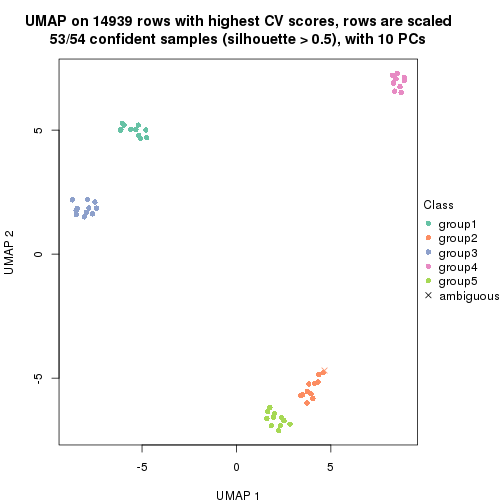 UMAP on 14939 rows with highest CV scores, rows are scaled
53/54 confident samples (silhouette > 0.5), with 10 PCs
5
0
-5
UMAP 2
-5
0
5
UMAP 1
Class
group1
group2
group3
group4
group5
ambiguous